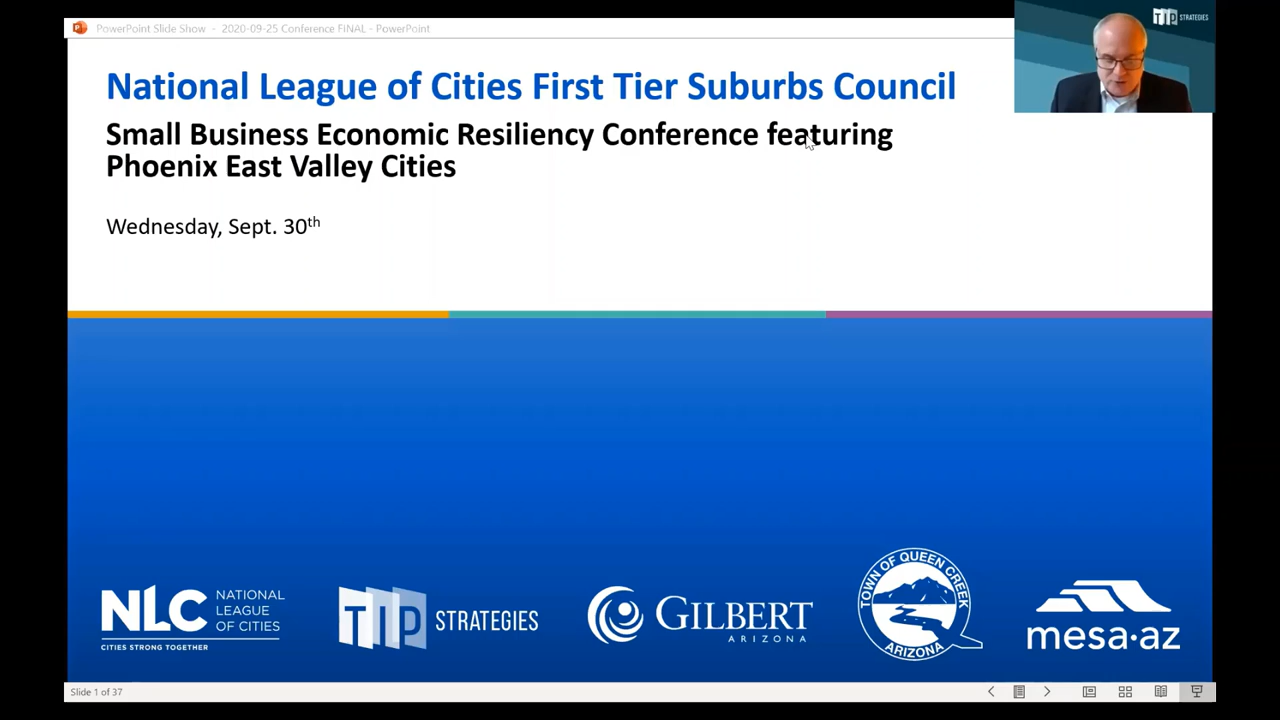 PowerPoint Slide Show - 2020-09-25 Conference FINAL - PowerPoint
TIP STRATEGIES
National League of Cities First Tier Suburbs Council
Small Business Economic Resiliency Conference featuring
Phoenix East Valley Cities
Wednesday, Sept. 30th
NLC NATIONAL
LEAGUE
OF CITIES
CITIES STRONG TOGETHER
TIP STRATEGIES
GILBERT
ARIZONA
TOWN OF QUEEN CREEK
ARIZONA
mesa·az
Slide 1 of 37